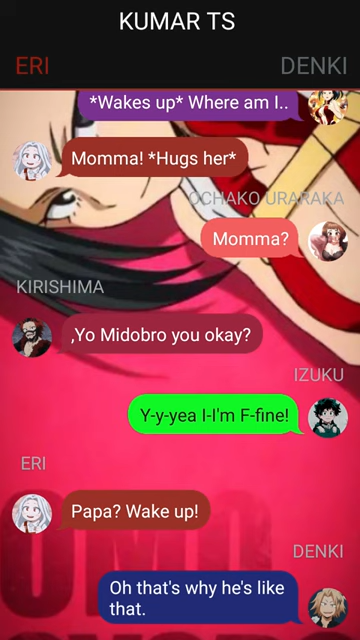 KUMAR TS
ERI
DENKI
*Wakes up* Where am I..
Momma! *Hugs her*
OCHAKO URARAKA
Momma?
KIRISHIMA
,Yo Midobro you okay?
IZUKU
Y-y-yea I-I'm F-fine!
ERI
Papa? Wake up!
DENKI
Oh that's why he's like
that.